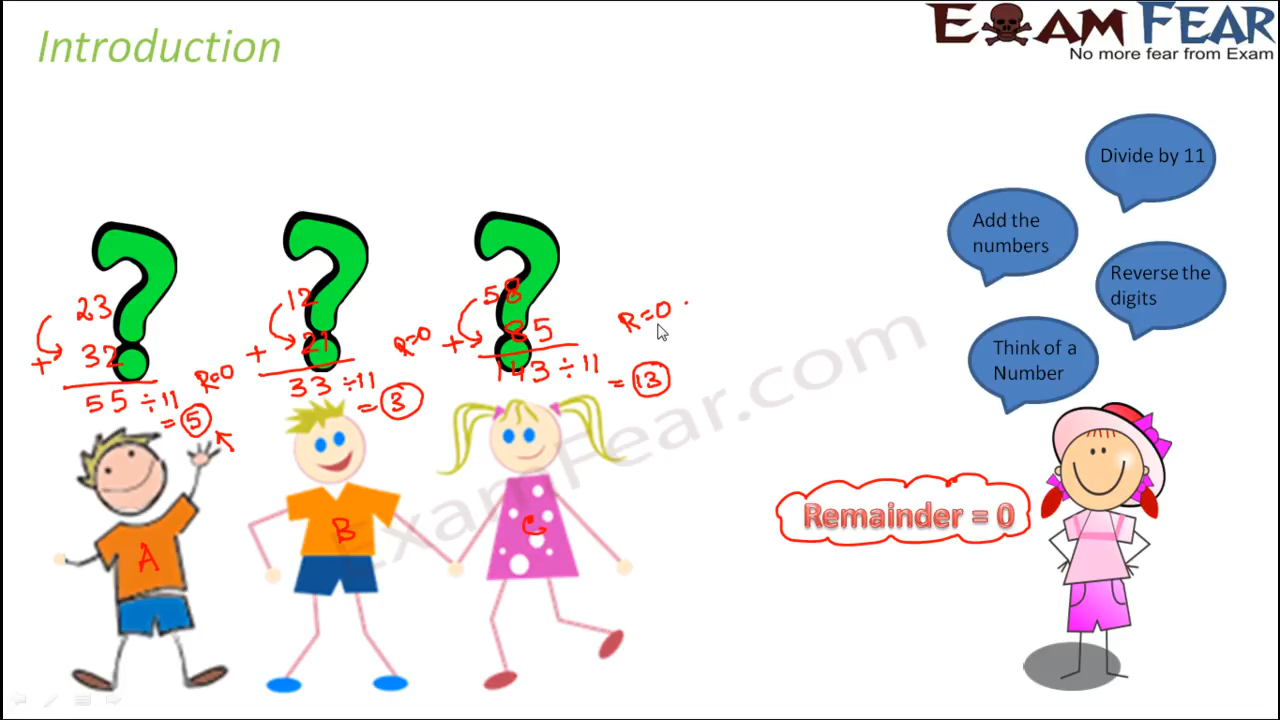 Introduction
EXAM FEAR
No more fear from Exam
Divide by 11
Add the
numbers
Reverse the
digits
Think of a
Number
23
+ 32
55 ÷ 11
= 5
R=0
12
+ 21
33 ÷ 11
= 3
R=0
58
+ 85
143 ÷ 11
= 13
R=0
Remainder = 0
A
B
C
ExamFear.com